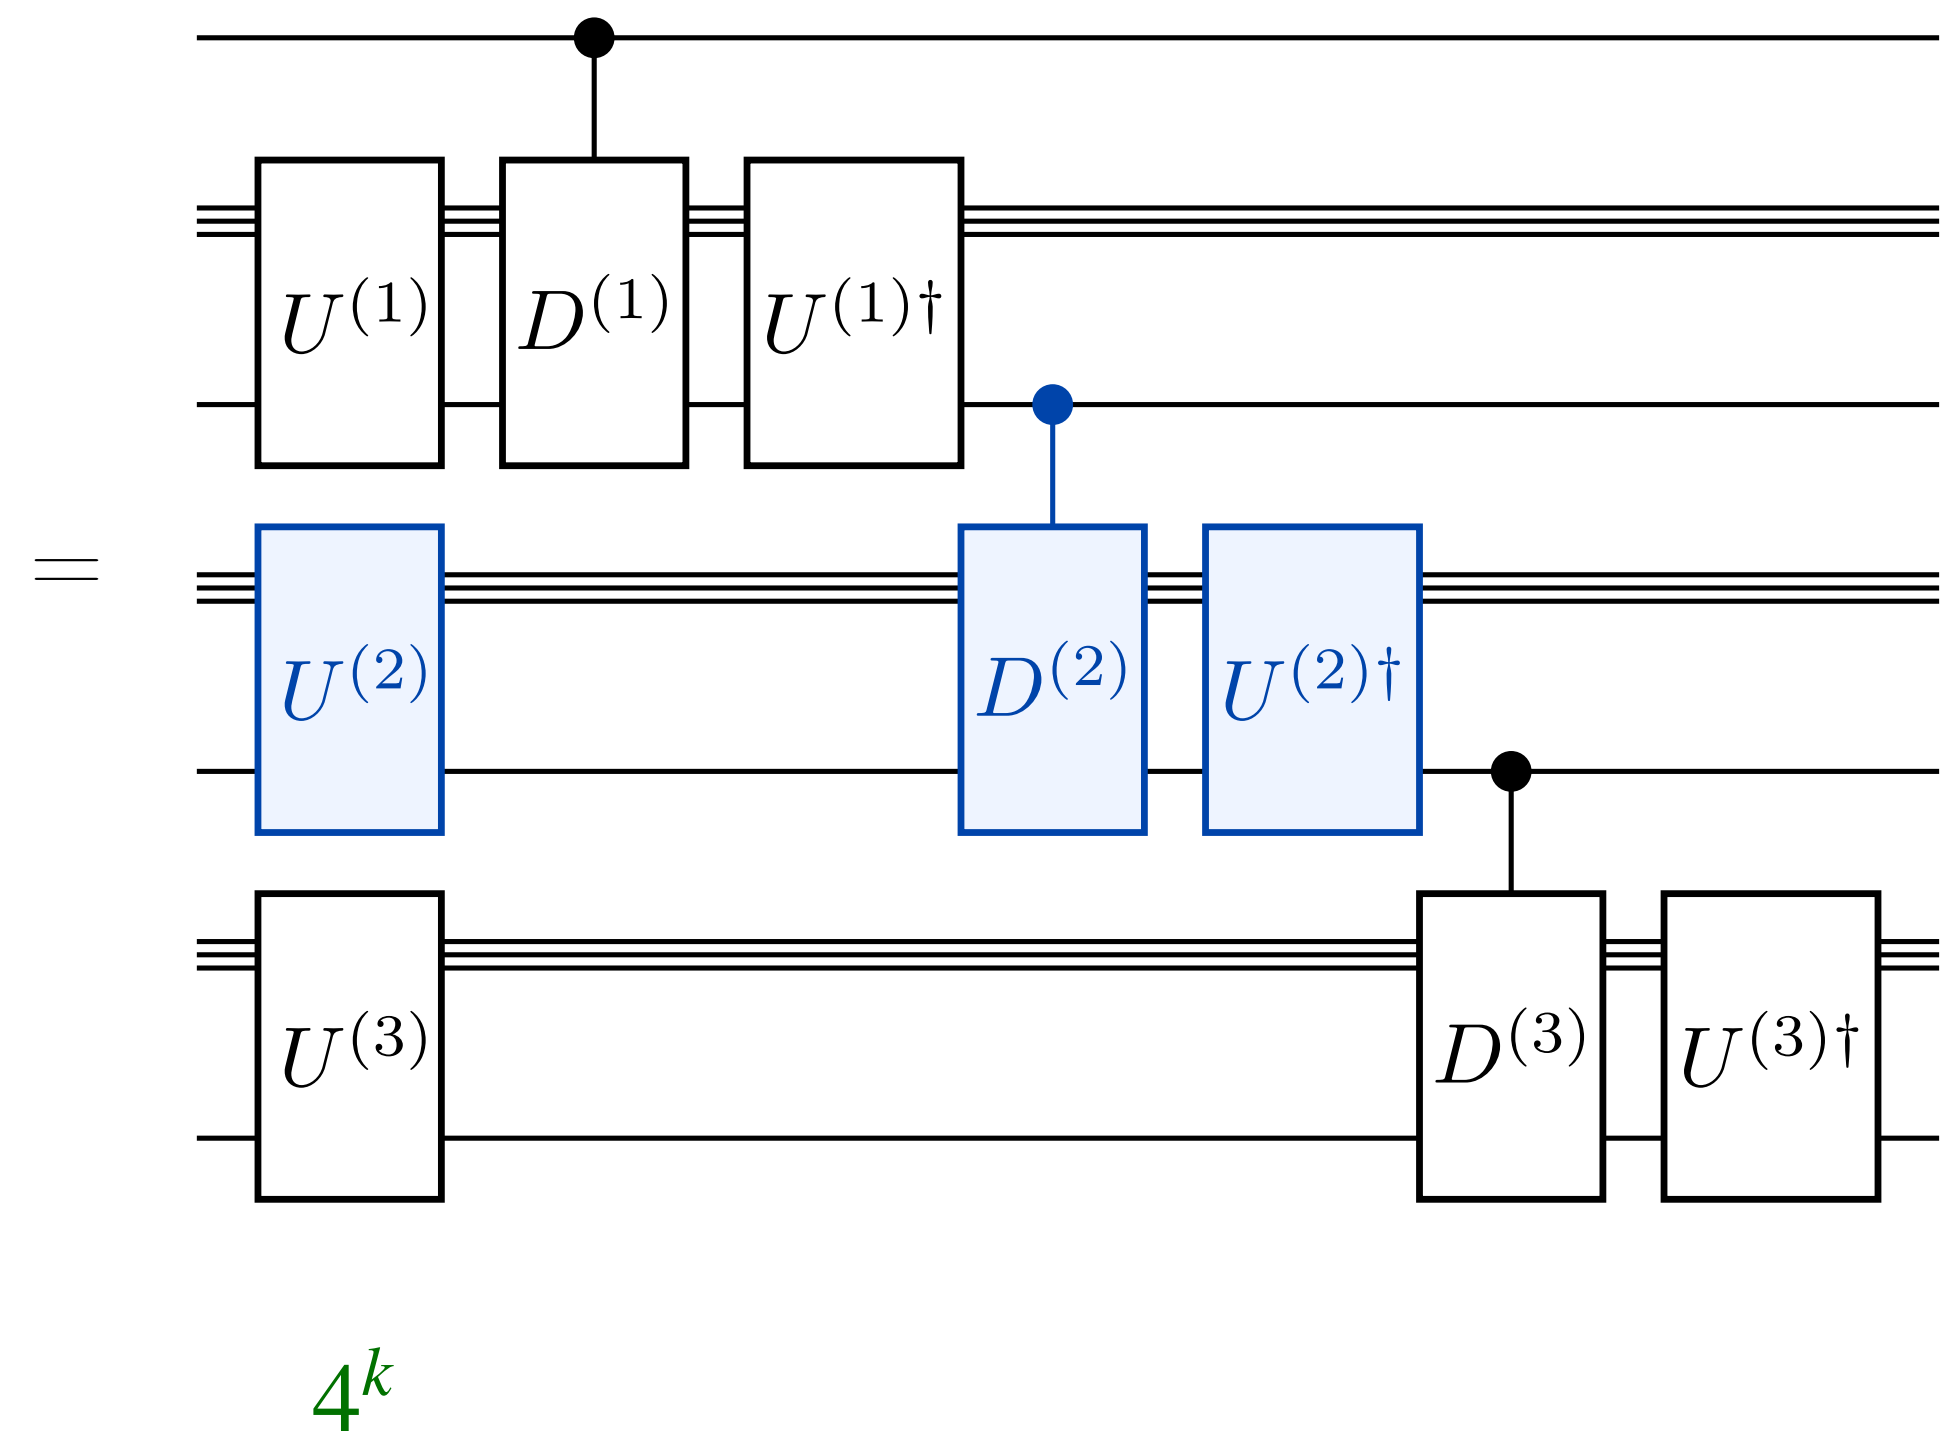 U^{(1)} D^{(1)} U^{(1)†}
=
U^{(2)} D^{(2)} U^{(2)†}
U^{(3)} D^{(3)} U^{(3)†}
4^k